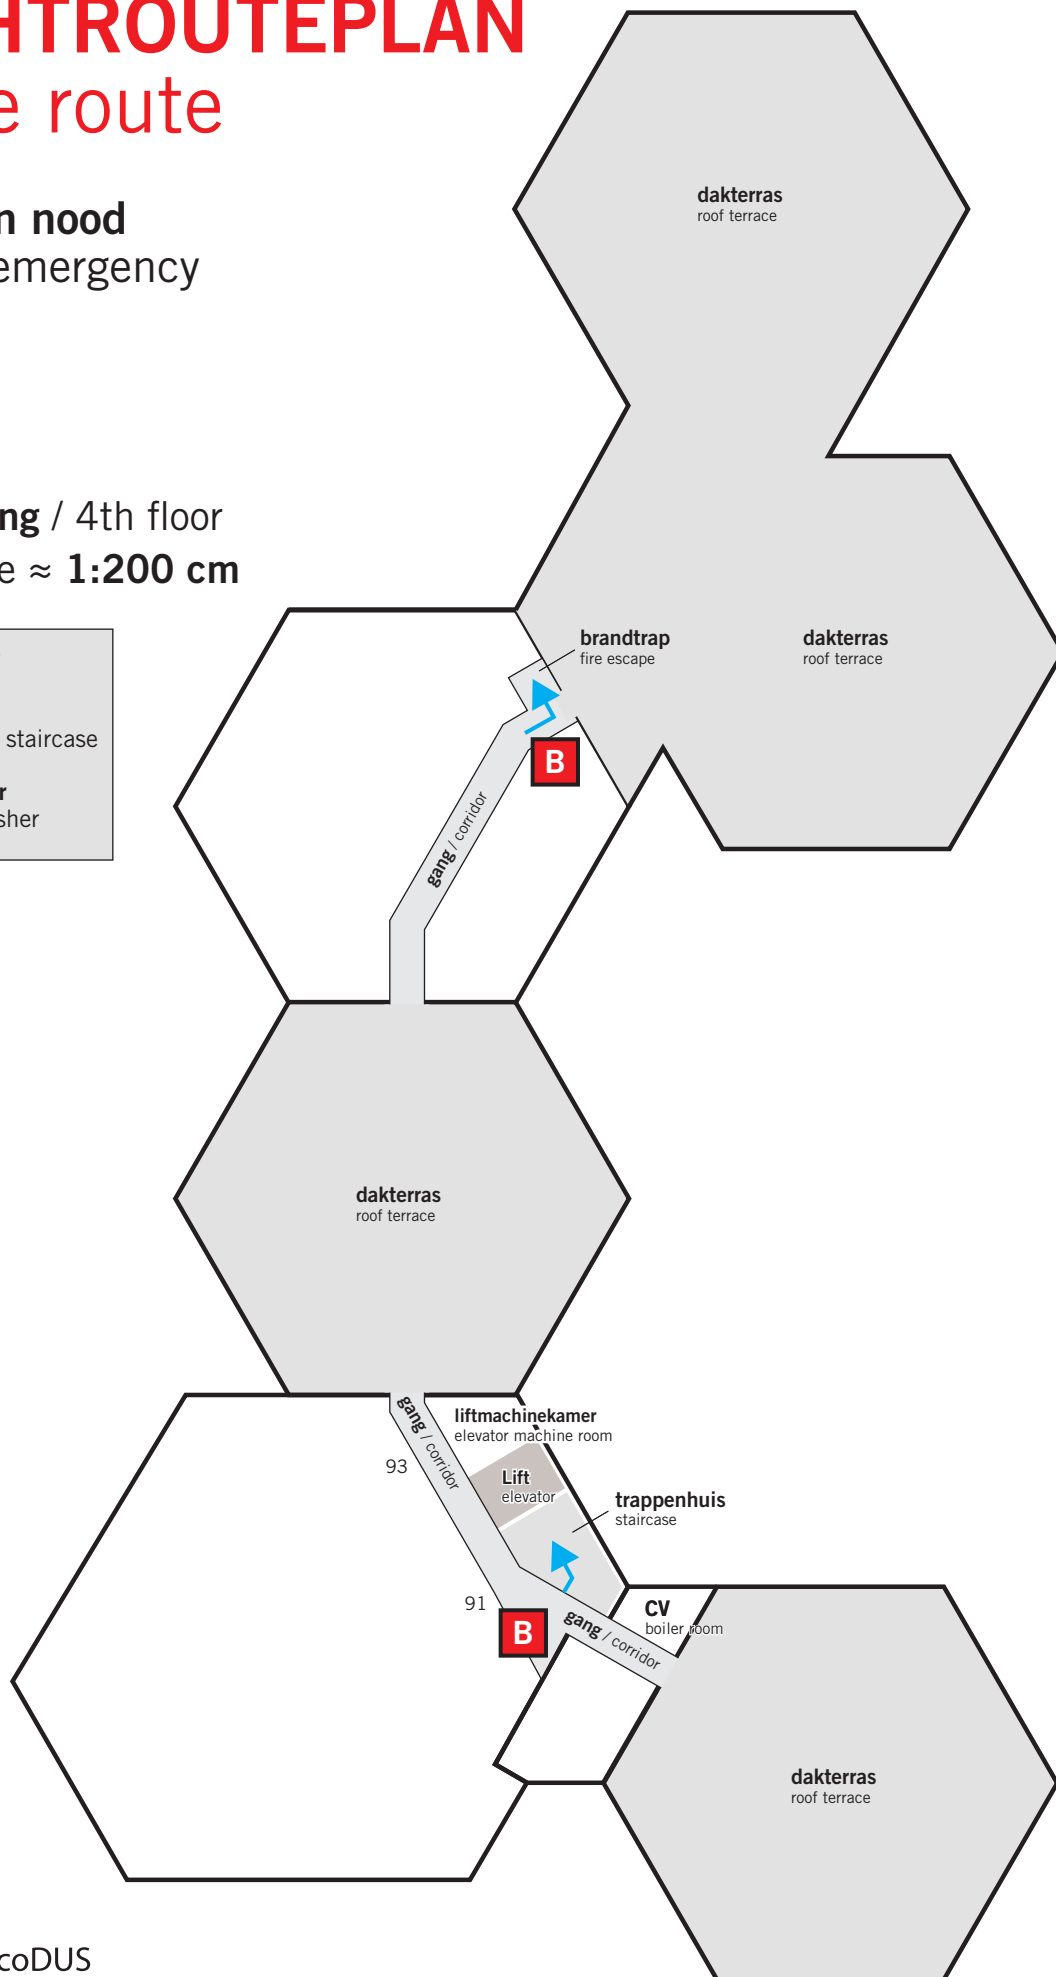 HTROUTEPLAN
e route
n nood
emergency
ng / 4th floor
e ≈ 1:200 cm
staircase
r
sher
dakterras
roof terrace
brandtrap
fire escape
dakterras
roof terrace
B
gang / corridor
dakterras
roof terrace
gang / corridor
liftmachinekamer
elevator machine room
93
Lift
elevator
trappenhuis
staircase
91
B
CV
boiler room
gang / corridor
dakterras
roof terrace
coDUS